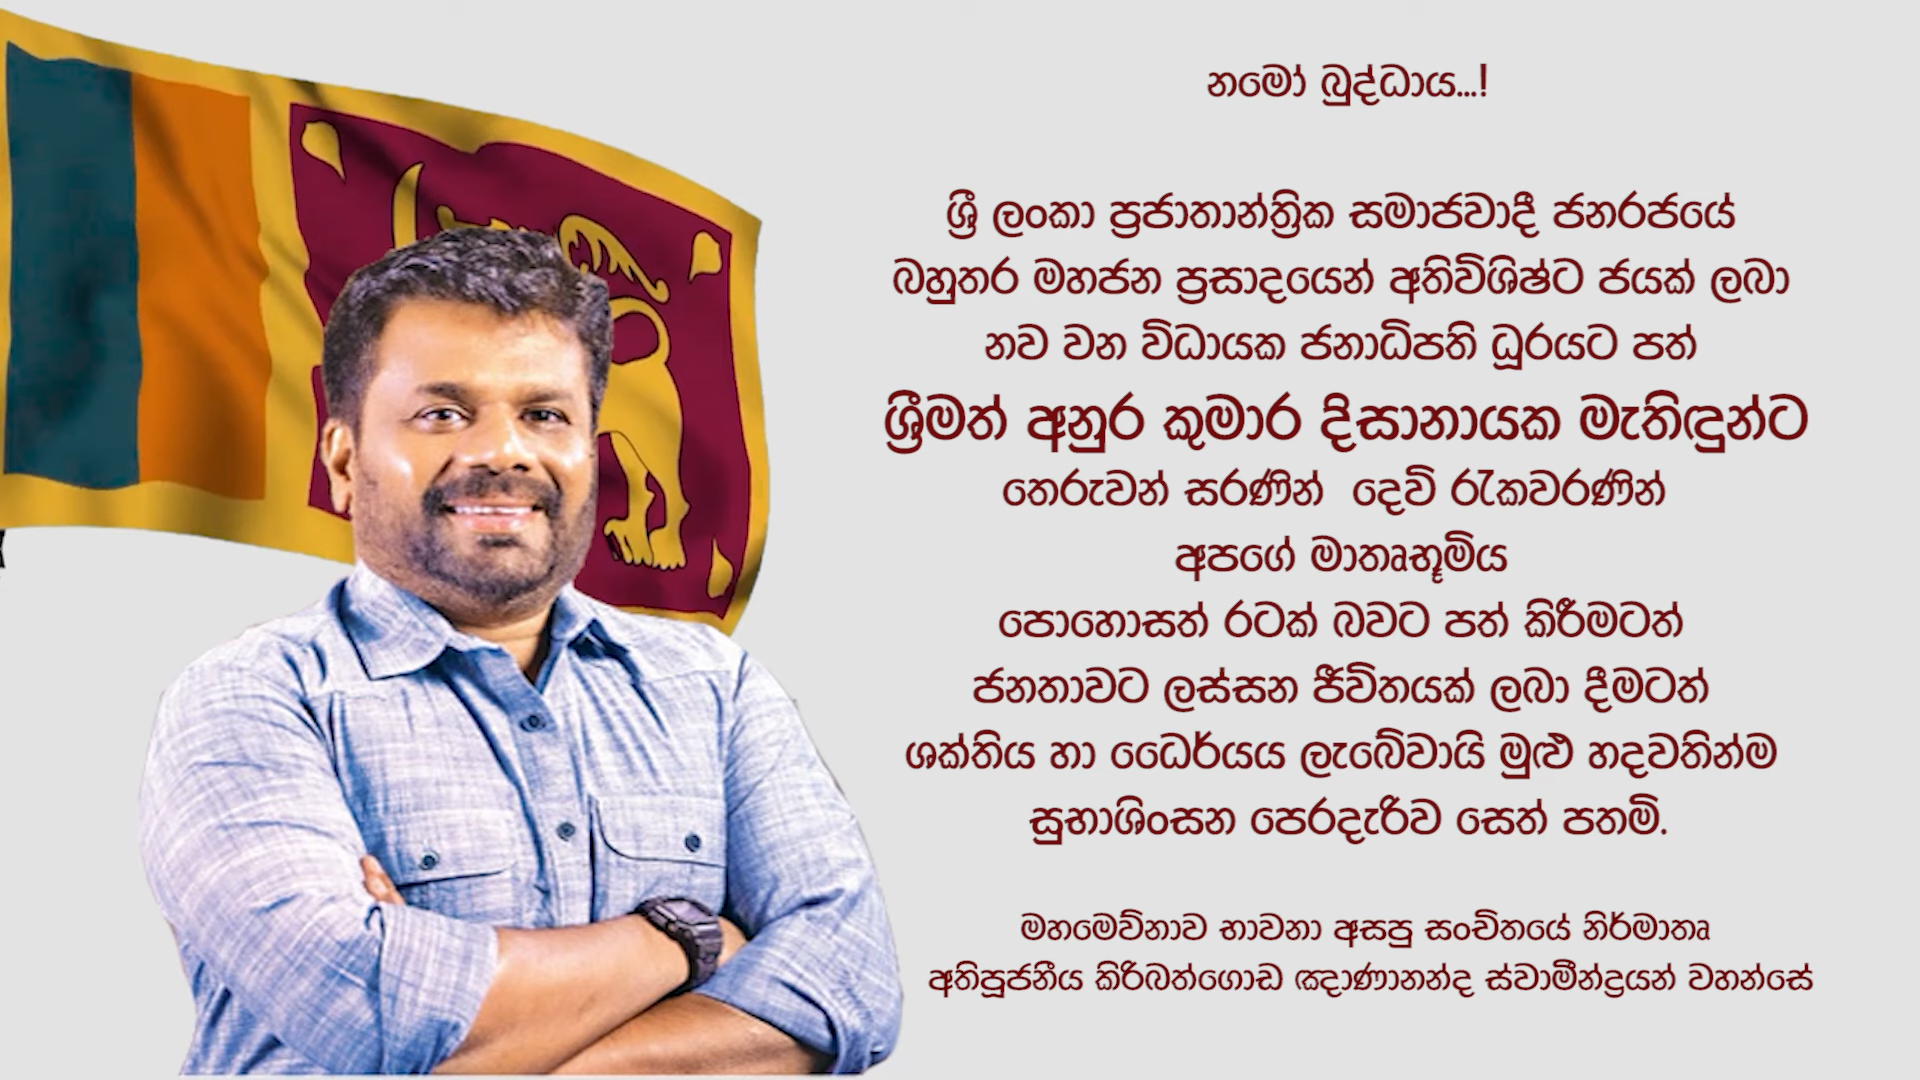 නමෝ බුද්ධාය...!
ශ්‍රී ලංකා ප්‍රජාතාන්ත්‍රික සමාජවාදී ජනරජයේ
බහුතර මහජන ප්‍රසාදයෙන් අතිවිශිෂ්ට ජයක් ලබා
නව වන විධායක ජනාධිපති ධූරයට පත්
ශ්‍රීමත් අනුර කුමාර දිසානායක මැතිඳුන්ට
තෙරුවන් සරණින් දෙවි රැකවරණින්
අපගේ මාතෘභූමිය
පොහොසත් රටක් බවට පත් කිරීමටත්
ජනතාවට ලස්සන ජීවිතයක් ලබා දීමටත්
ශක්තිය හා ධෛර්යය ලැබේවායි මුළු හදවතින්ම
සුභාශිංසන පෙරදැරිව සෙත් පතමි.
මහමෙව්නාව භාවනා අසපු සංචිතයේ නිර්මාතෘ
අතිපූජනීය කිරිබත්ගොඩ ඤාණානන්ද ස්වාමීන්ද්‍රයන් වහන්සේ